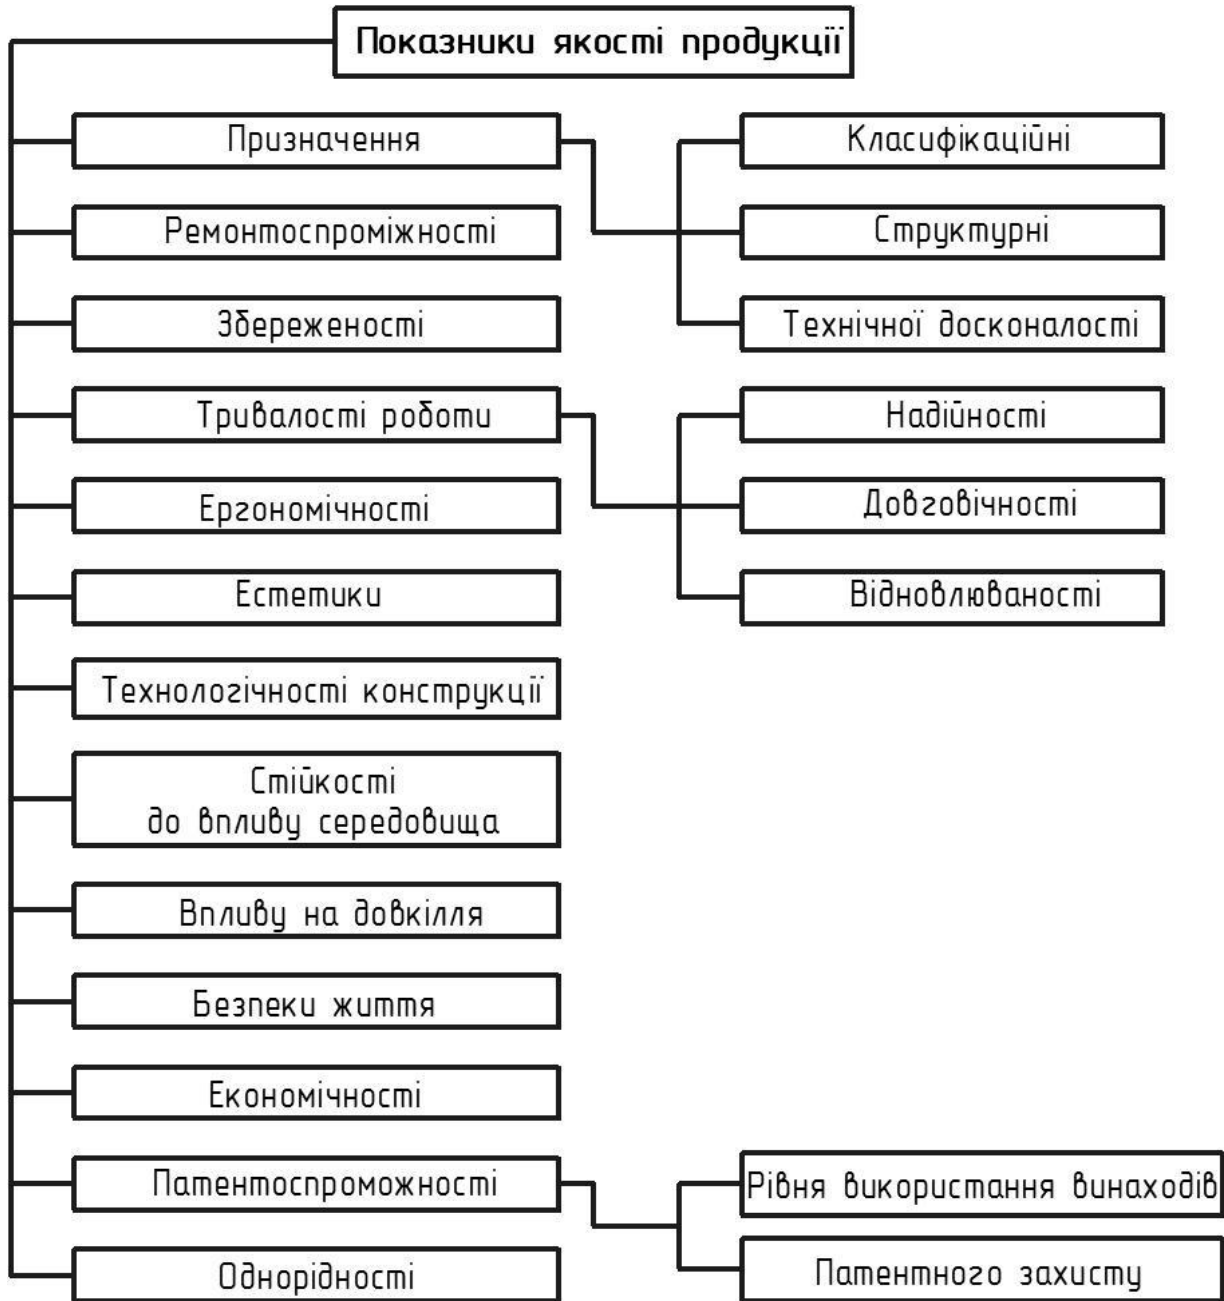 Показники якості продукції
Призначення
Класифікаційні
Ремонтоспроміжності
Структурні
Збереженості
Технічної досконалості
Тривалості роботи
Надійності
Ергономічності
Довговічності
Естетики
Відновлюваності
Технологічності конструкції
Стійкості
до впливу середовища
Впливу на довкілля
Безпеки життя
Економічності
Патентоспроможності
Рівня використання винаходів
Однорідності
Патентного захисту